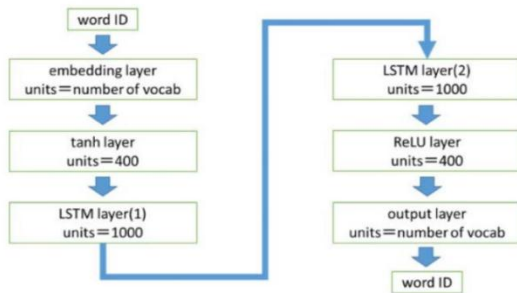 word ID
embedding layer
units＝number of vocab
tanh layer
units＝400
LSTM layer(1)
units＝1000
LSTM layer(2)
units＝1000
ReLU layer
units＝400
output layer
units＝number of vocab
word ID